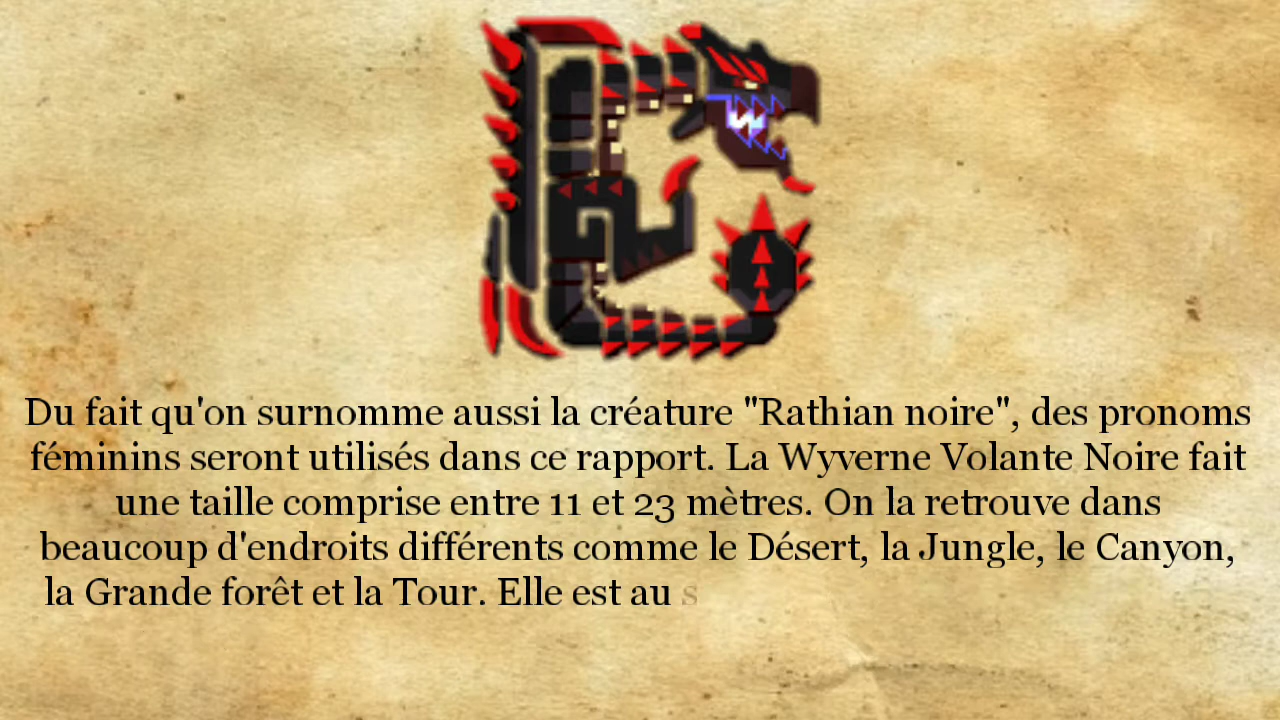 Du fait qu'on surnomme aussi la créature "Rathian noire", des pronoms
féminins seront utilisés dans ce rapport. La Wyverne Volante Noire fait
une taille comprise entre 11 et 23 mètres. On la retrouve dans
beaucoup d'endroits différents comme le Désert, la Jungle, le Canyon,
la Grande forêt et la Tour. Elle est au s